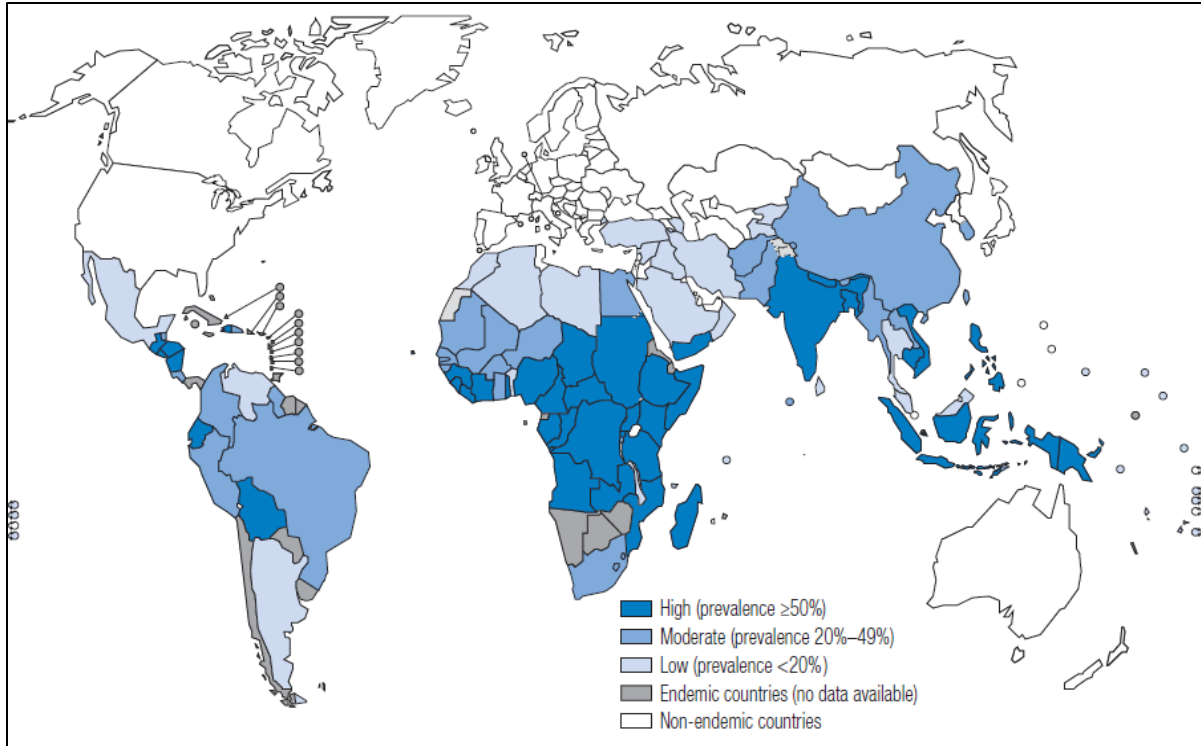 High (prevalence ≥50%)
Moderate (prevalence 20%–49%)
Low (prevalence <20%)
Endemic countries (no data available)
Non-endemic countries